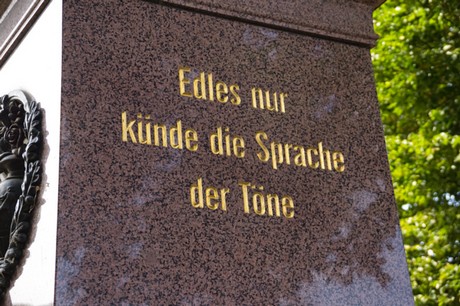 Edles nur
künde die Sprache
der Töne